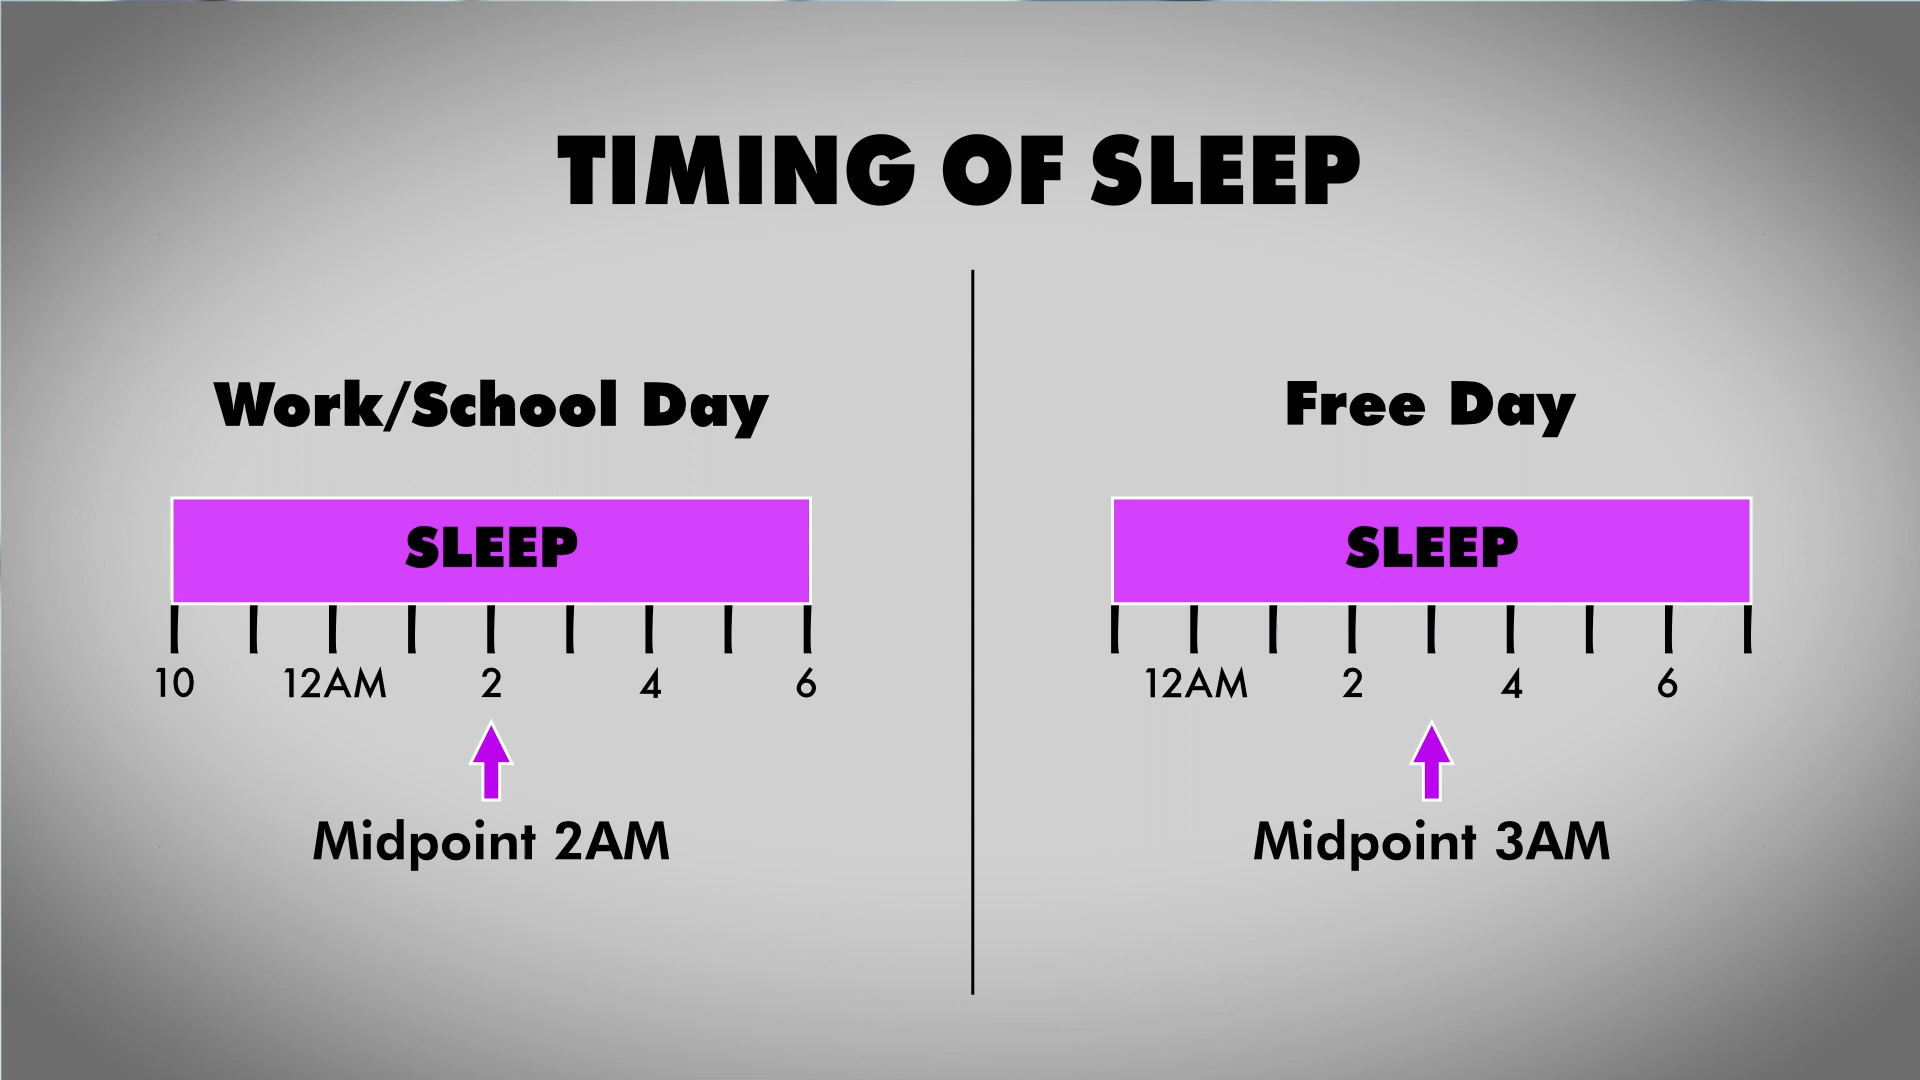 TIMING OF SLEEP
Work/School Day
SLEEP
10 12AM 2 4 6
Midpoint 2AM
Free Day
SLEEP
12AM 2 4 6
Midpoint 3AM